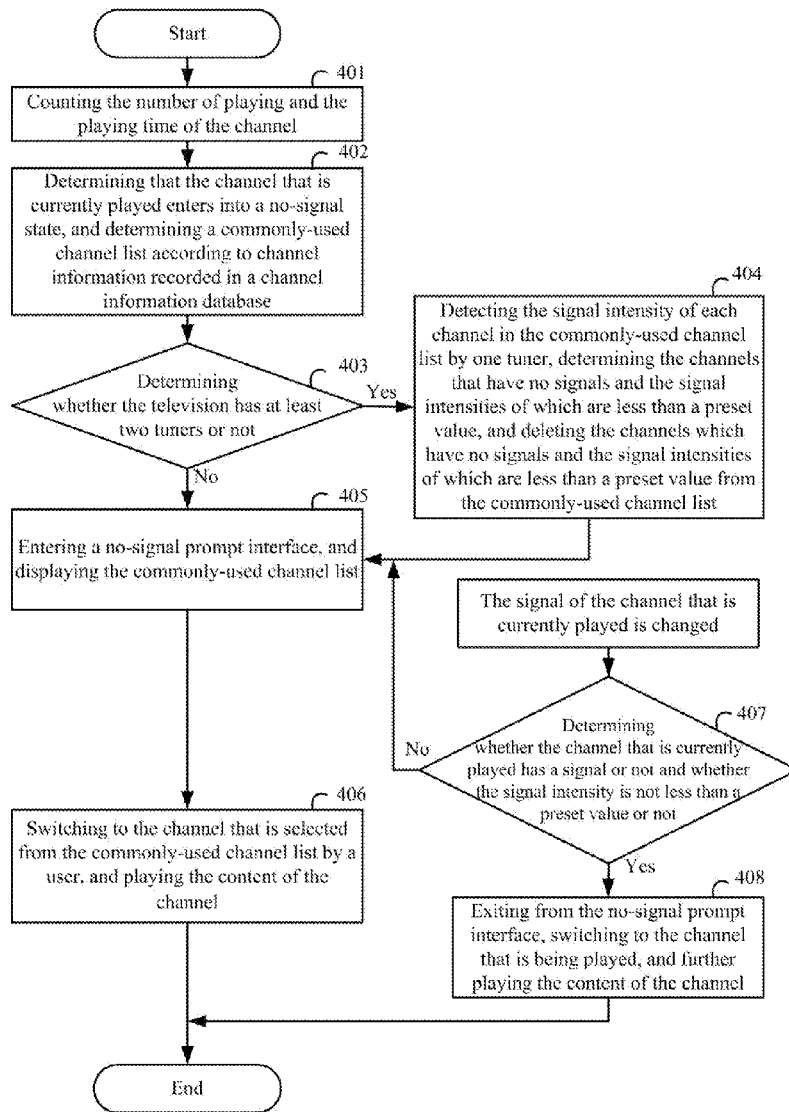 Start
401
Counting the number of playing and the
playing time of the channel
402
Determining that the channel that is
currently played enters into a no-signal
state, and determining a commonly-used
channel list according to channel
information recorded in a channel
information database
403
Determining
whether the television has at least
two tuners or not
Yes
No
404
Detecting the signal intensity of each
channel in the commonly-used channel
list by one tuner, determining the channels
that have no signals and the signal
intensities of which are less than a preset
value, and deleting the channels which
have no signals and the signal intensities
of which are less than a preset value from
the commonly-used channel list
405
Entering a no-signal prompt interface, and
displaying the commonly-used channel list
The signal of the channel that is
currently played is changed
407
Determining
whether the channel that is currently
played has a signal or not and whether
the signal intensity is not less than a
preset value or not
No
Yes
406
Switching to the channel that is selected
from the commonly-used channel list by a
user, and playing the content of the
channel
408
Exiting from the no-signal prompt
interface, switching to the channel
that is being played, and further
playing the content of the channel
End